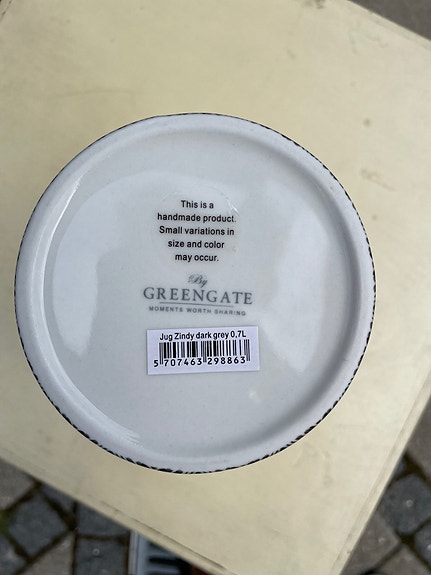 This is a
handmade product.
Small variations in
size and color
may occur.
By
GREENGATE
MOMENTS WORTH SHARING
Jug Zindy dark grey 0,7L
5 707463 298863